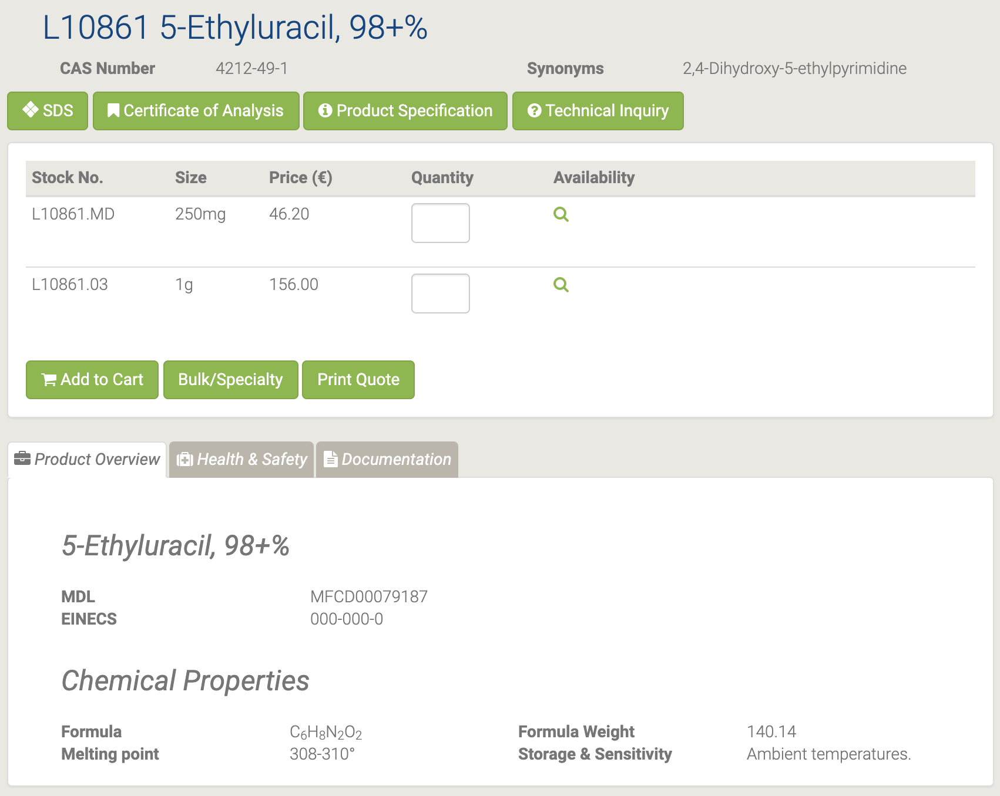 L10861 5-Ethyluracil, 98+%
CAS Number 4212-49-1 Synonyms 2,4-Dihydroxy-5-ethylpyrimidine
SDS Certificate of Analysis Product Specification Technical Inquiry
Stock No. Size Price (€) Quantity Availability
L10861.MD 250mg 46.20
L10861.03 1g 156.00
Add to Cart Bulk/Specialty Print Quote
Product Overview Health & Safety Documentation
5-Ethyluracil, 98+%
MDL MFCD00079187
EINECS 000-000-0
Chemical Properties
Formula C₆H₈N₂O₂ Formula Weight 140.14
Melting point 308-310° Storage & Sensitivity Ambient temperatures.